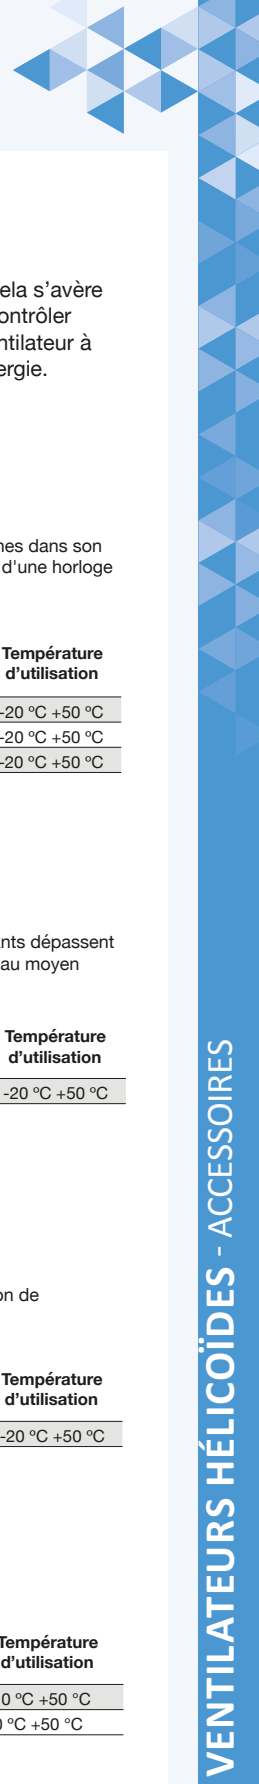 ela s'avère
ontrôler
ntilateur à
ergie.
nes dans son
d'une horloge
Température
d'utilisation
-20 ºC +50 ºC
-20 ºC +50 ºC
-20 ºC +50 ºC
ants dépassent
au moyen
Température
d'utilisation
-20 ºC +50 ºC
on de
Température
d'utilisation
-20 ºC +50 ºC
Température
d'utilisation
0 ºC +50 ºC
0 ºC +50 °C
VENTILATEURS HÉLICOÏDES - ACCESSOIRES